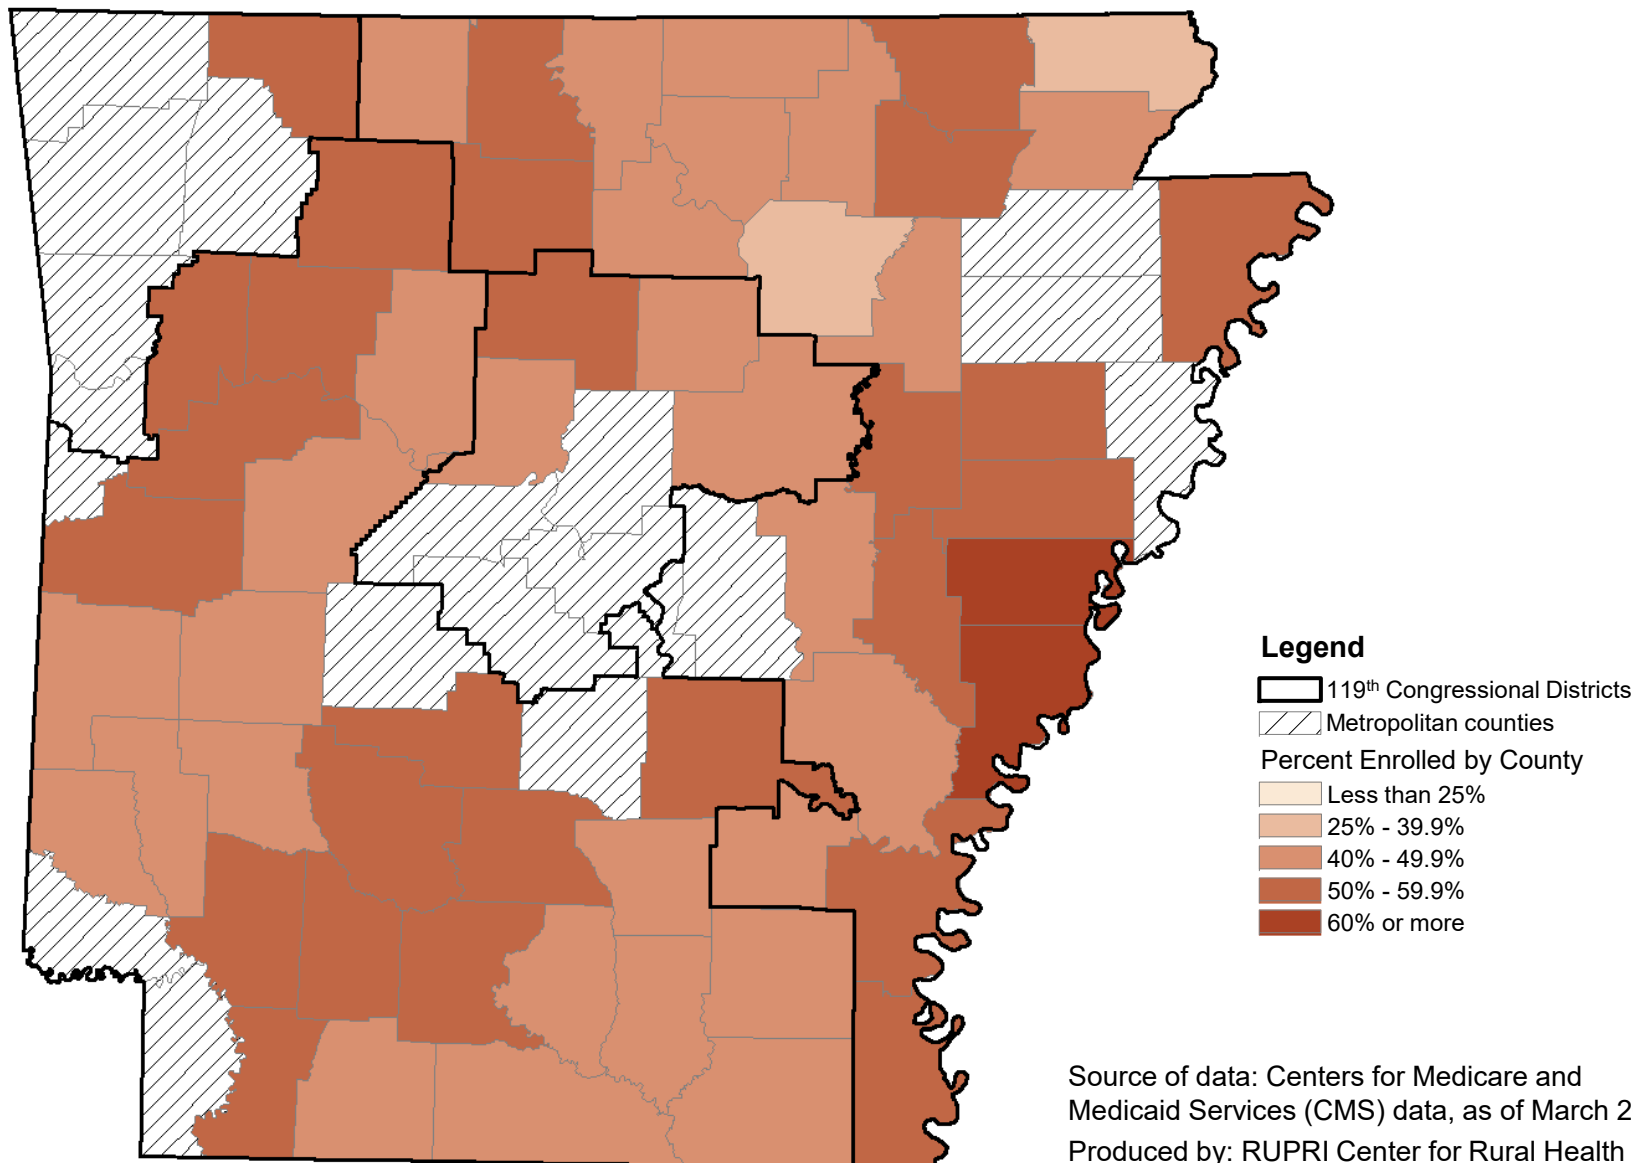 Legend
119th Congressional Districts
Metropolitan counties
Percent Enrolled by County
Less than 25%
25% - 39.9%
40% - 49.9%
50% - 59.9%
60% or more
Source of data: Centers for Medicare and
Medicaid Services (CMS) data, as of March 2
Produced by: RUPRI Center for Rural Health